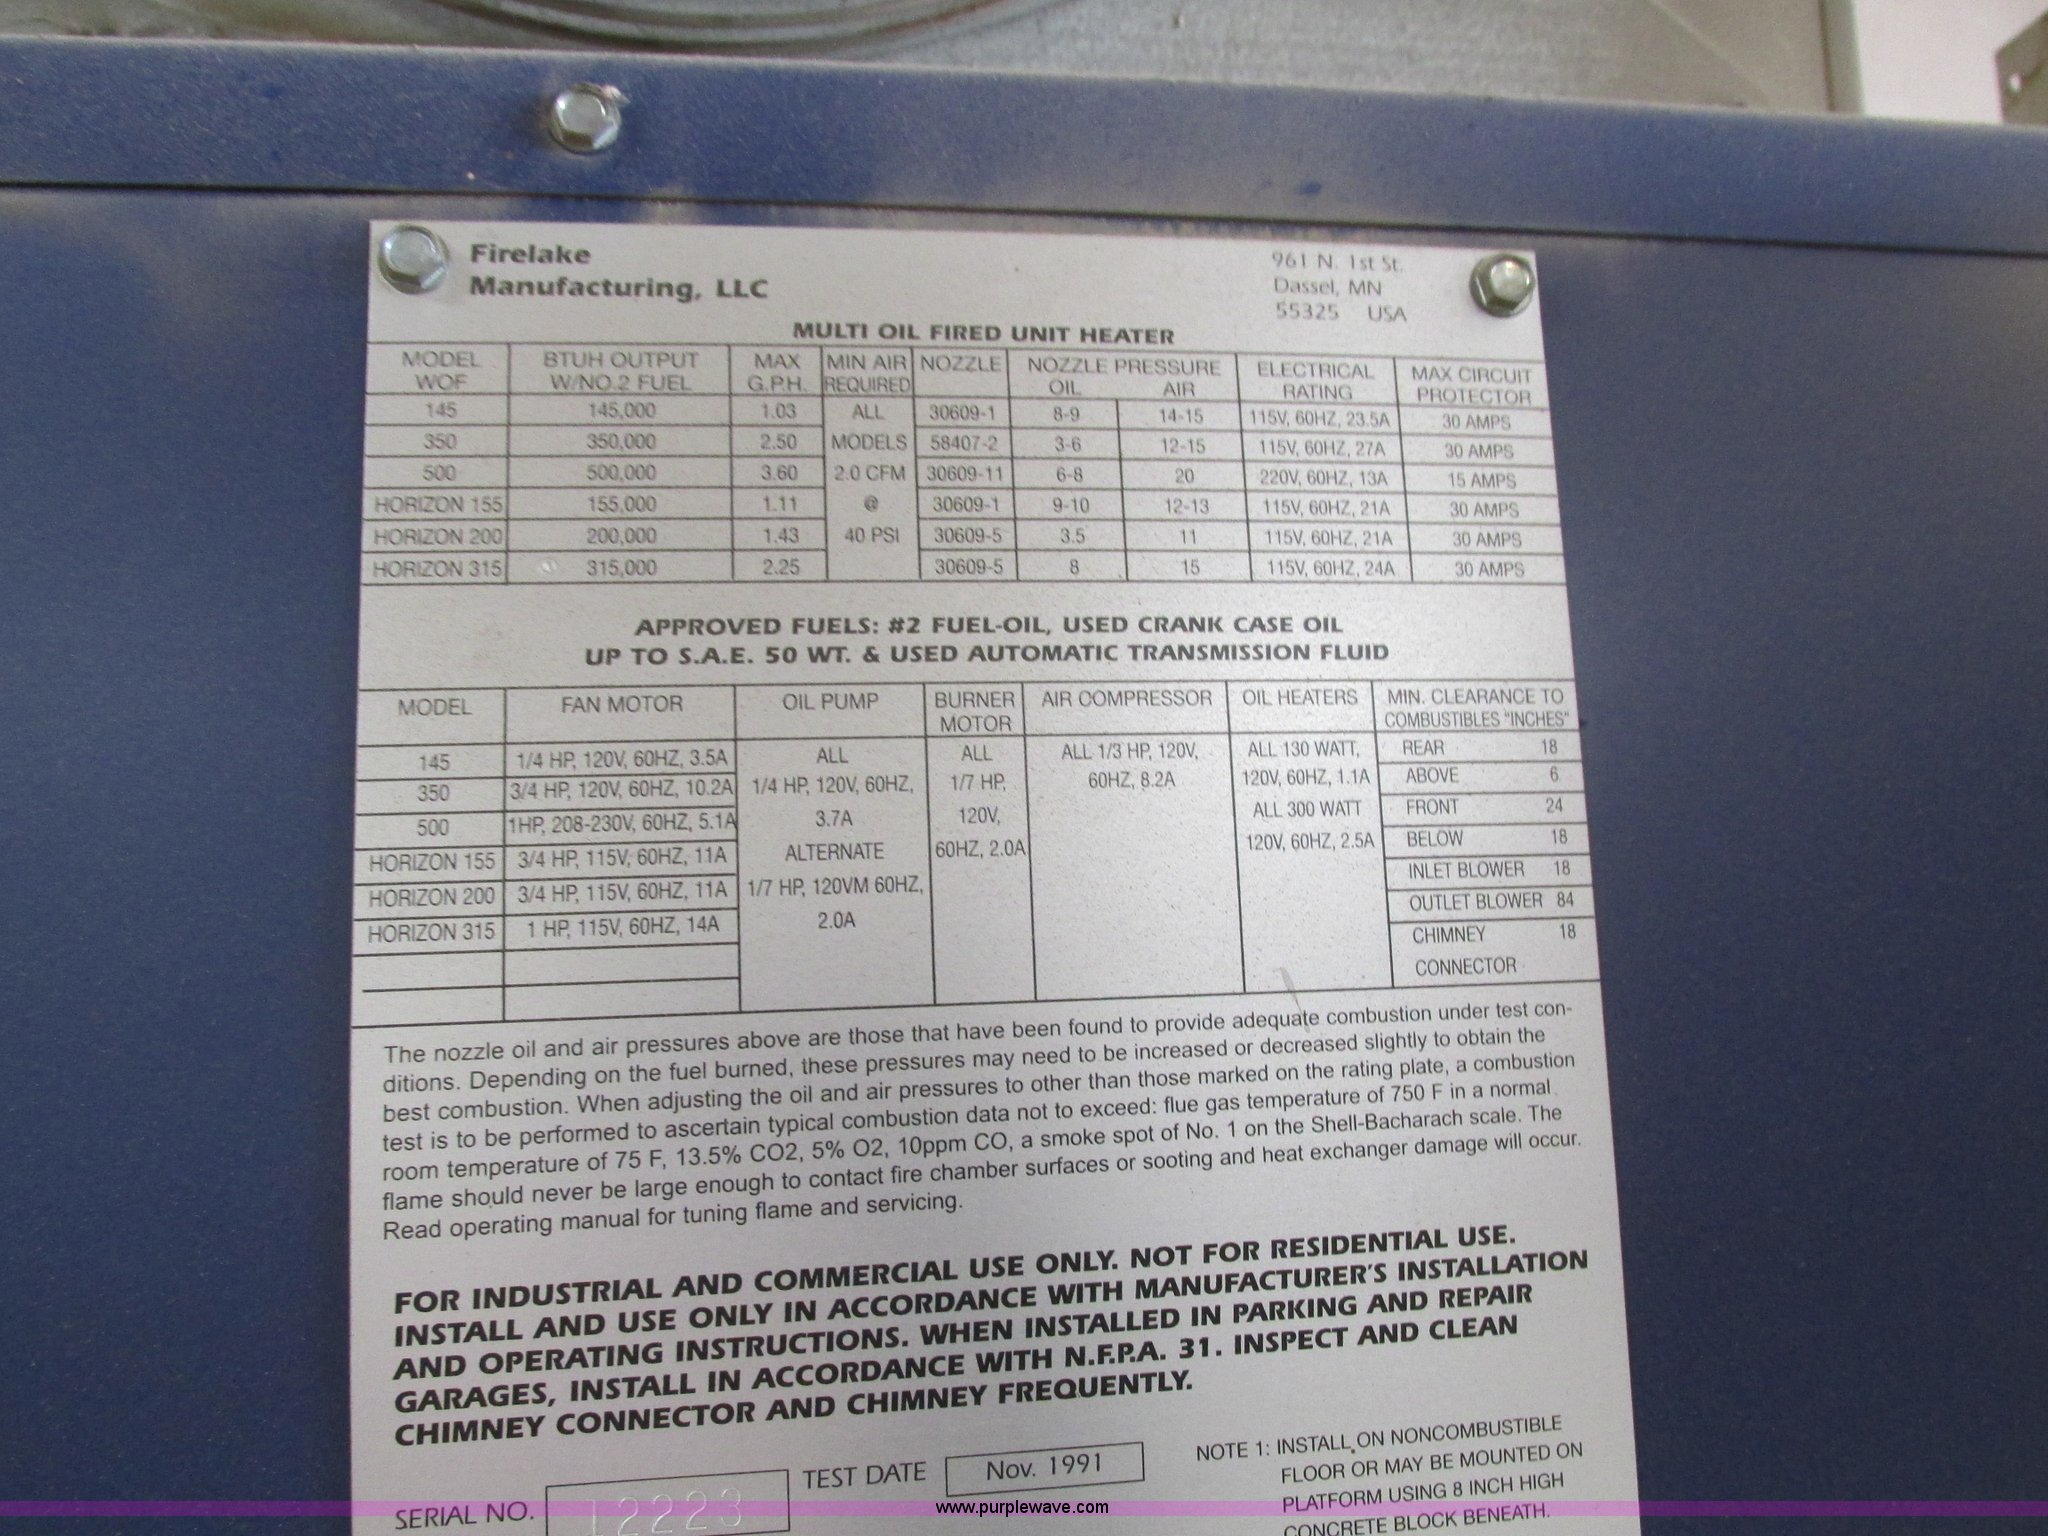 Firelake
Manufacturing, LLC
961 N. 1st St.
Dassel, MN
55325 USA
MULTI OIL FIRED UNIT HEATER
MODEL WOF BTUH OUTPUT W/NO.2 FUEL MAX G.P.H. MIN AIR REQUIRED NOZZLE NOZZLE PRESSURE OIL AIR ELECTRICAL RATING MAX CIRCUIT PROTECTOR
145 145,000 1.03 ALL 30609-1 8-9 14-15 115V, 60HZ, 23.5A 30 AMPS
350 350,000 2.50 MODELS 58407-2 3-6 12-15 115V, 60HZ, 27A 30 AMPS
500 500,000 3.60 2.0 CFM 30609-11 6-8 20 220V, 60HZ, 13A 15 AMPS
HORIZON 155 155,000 1.11 @ 30609-1 9-10 12-13 115V, 60HZ, 21A 30 AMPS
HORIZON 200 200,000 1.43 40 PSI 30609-5 3.5 11 115V, 60HZ, 21A 30 AMPS
HORIZON 315 315,000 2.25 30609-5 8 15 115V, 60HZ, 24A 30 AMPS
APPROVED FUELS: #2 FUEL-OIL, USED CRANK CASE OIL
UP TO S.A.E. 50 WT. & USED AUTOMATIC TRANSMISSION FLUID
MODEL FAN MOTOR OIL PUMP BURNER MOTOR AIR COMPRESSOR OIL HEATERS MIN. CLEARANCE TO COMBUSTIBLES "INCHES"
145 1/4 HP, 120V, 60HZ, 3.5A ALL ALL ALL 1/3 HP, 120V, ALL 130 WATT, REAR 18
350 3/4 HP, 120V, 60HZ, 10.2A 1/4 HP, 120V, 60HZ, 1/7 HP, 60HZ, 8.2A 120V, 60HZ, 1.1A ABOVE 6
500 1HP, 208-230V, 60HZ, 5.1A 3.7A 120V, ALL 300 WATT FRONT 24
HORIZON 155 3/4 HP, 115V, 60HZ, 11A ALTERNATE 60HZ, 2.0A 120V, 60HZ, 2.5A BELOW 18
HORIZON 200 3/4 HP, 115V, 60HZ, 11A 1/7 HP, 120VM 60HZ, INLET BLOWER 18
HORIZON 315 1 HP, 115V, 60HZ, 14A 2.0A OUTLET BLOWER 84
CHIMNEY 18
CONNECTOR
The nozzle oil and air pressures above are those that have been found to provide adequate combustion under test con-
ditions. Depending on the fuel burned, these pressures may need to be increased or decreased slightly to obtain the
best combustion. When adjusting the oil and air pressures to other than those marked on the rating plate, a combustion
test is to be performed to ascertain typical combustion data not to exceed: flue gas temperature of 750 F in a normal
room temperature of 75 F, 13.5% CO2, 5% O2, 10ppm CO, a smoke spot of No. 1 on the Shell-Bacharach scale. The
flame should never be large enough to contact fire chamber surfaces or sooting and heat exchanger damage will occur.
Read operating manual for tuning flame and servicing.
FOR INDUSTRIAL AND COMMERCIAL USE ONLY. NOT FOR RESIDENTIAL USE.
INSTALL AND USE ONLY IN ACCORDANCE WITH MANUFACTURER'S INSTALLATION
AND OPERATING INSTRUCTIONS. WHEN INSTALLED IN PARKING AND REPAIR
GARAGES, INSTALL IN ACCORDANCE WITH N.F.P.A. 31. INSPECT AND CLEAN
CHIMNEY CONNECTOR AND CHIMNEY FREQUENTLY.
SERIAL NO. 12223
TEST DATE Nov. 1991
NOTE 1: INSTALL ON NONCOMBUSTIBLE
FLOOR OR MAY BE MOUNTED ON
PLATFORM USING 8 INCH HIGH
CONCRETE BLOCK BENEATH.
www.purplewave.com